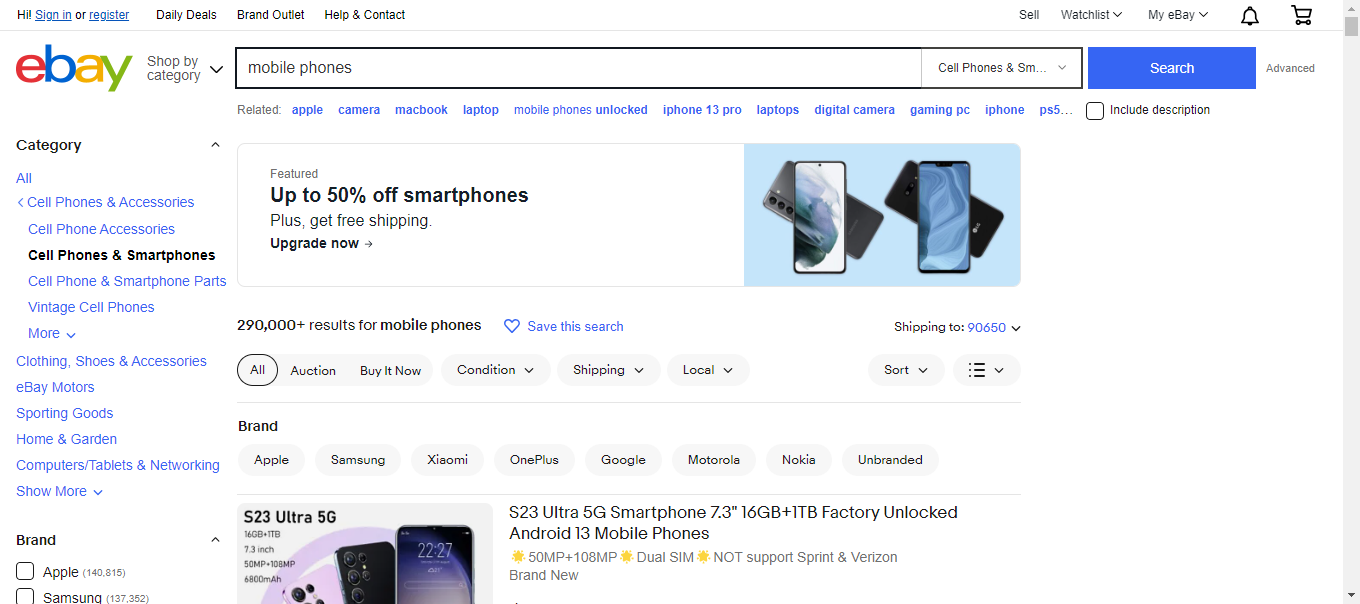 Hi! Sign in or register Daily Deals Brand Outlet Help & Contact Sell Watchlist My eBay
ebay Shop by category mobile phones Cell Phones & Sm... Search Advanced
Related: apple camera macbook laptop mobile phones unlocked iphone 13 pro laptops digital camera gaming pc iphone ps5… Include description
Category
All
Cell Phones & Accessories
Cell Phone Accessories
Cell Phones & Smartphones
Cell Phone & Smartphone Parts
Vintage Cell Phones
More
Clothing, Shoes & Accessories
eBay Motors
Sporting Goods
Home & Garden
Computers/Tablets & Networking
Show More
Brand
Apple (140,815)
Samsung (137,352)
Featured
Up to 50% off smartphones
Plus, get free shipping.
Upgrade now →
290,000+ results for mobile phones Save this search Shipping to: 90650
All Auction Buy It Now Condition Shipping Local Sort
Brand
Apple Samsung Xiaomi OnePlus Google Motorola Nokia Unbranded
S23 Ultra 5G
16GB+1TB
7.3 inch
50MP+108MP
6800mAh
22:27
S23 Ultra 5G Smartphone 7.3" 16GB+1TB Factory Unlocked
Android 13 Mobile Phones
🌟50MP+108MP🌟Dual SIM🌟NOT support Sprint & Verizon
Brand New